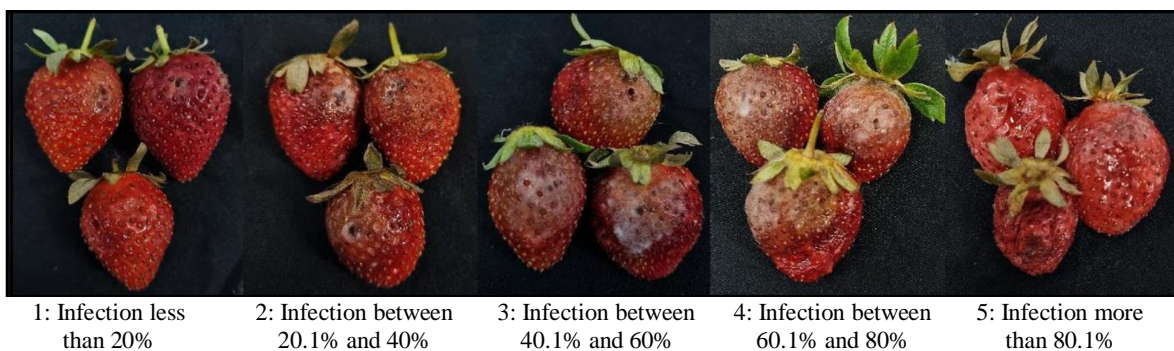 1: Infection less
than 20%
2: Infection between
20.1% and 40%
3: Infection between
40.1% and 60%
4: Infection between
60.1% and 80%
5: Infection more
than 80.1%